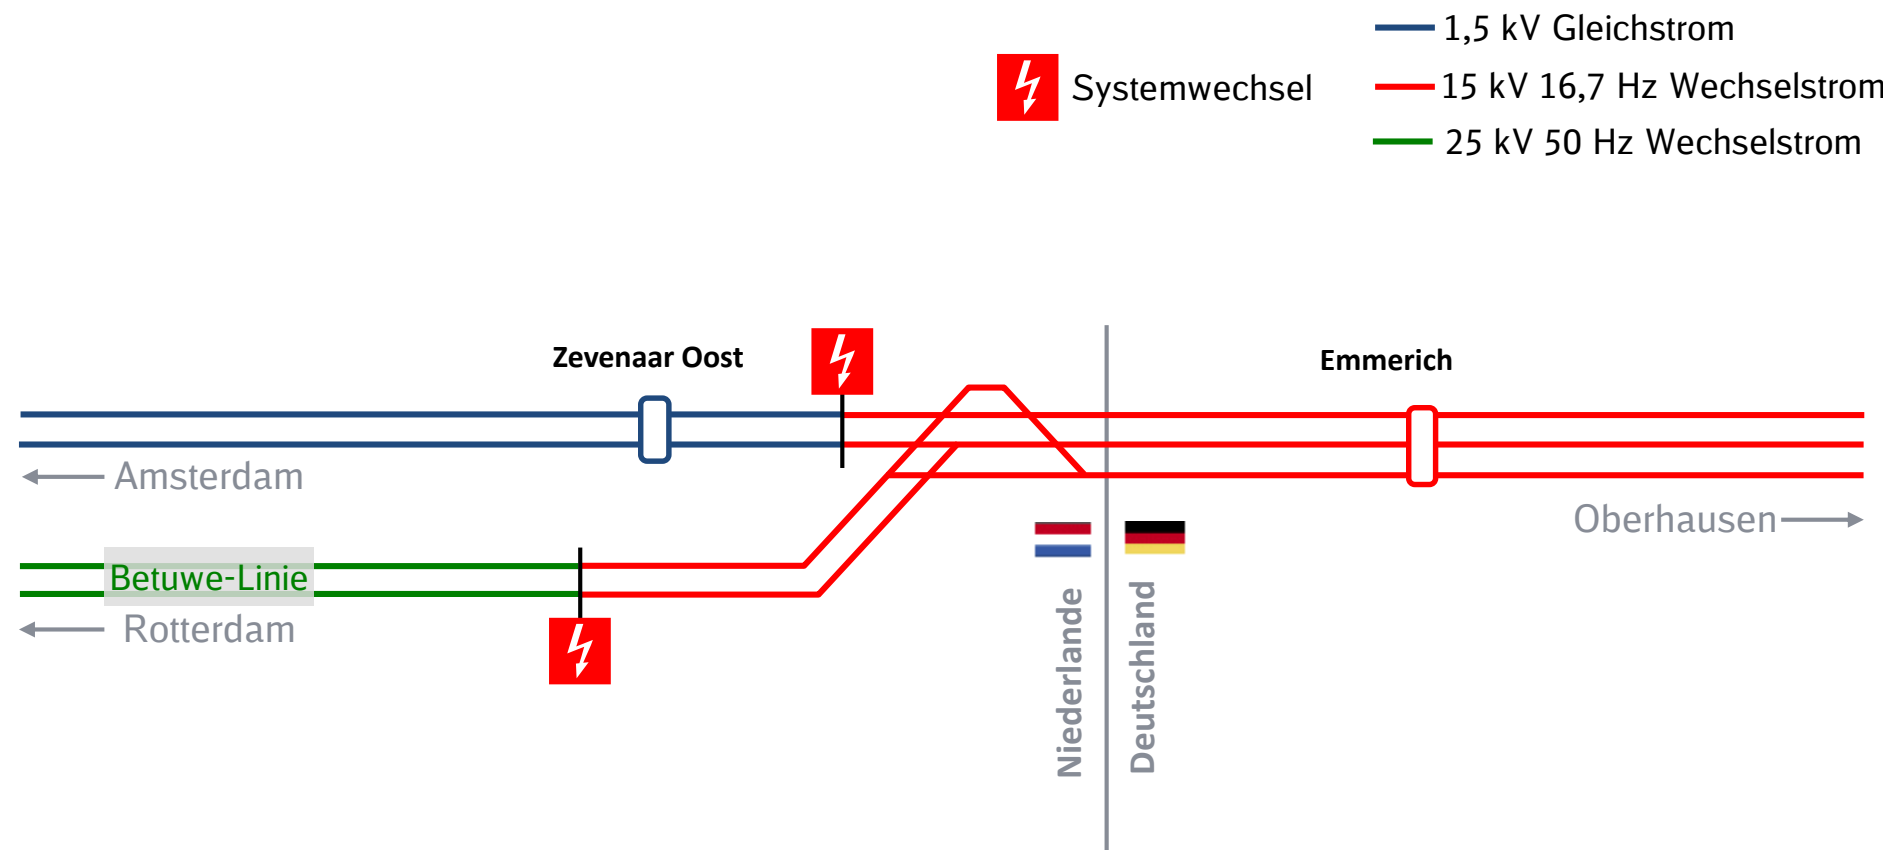 1,5 kV Gleichstrom
Systemwechsel
15 kV 16,7 Hz Wechselstrom
25 kV 50 Hz Wechselstrom
Zevenaar Oost
Emmerich
Amsterdam
Oberhausen
Betuwe-Linie
Rotterdam
Niederlande
Deutschland